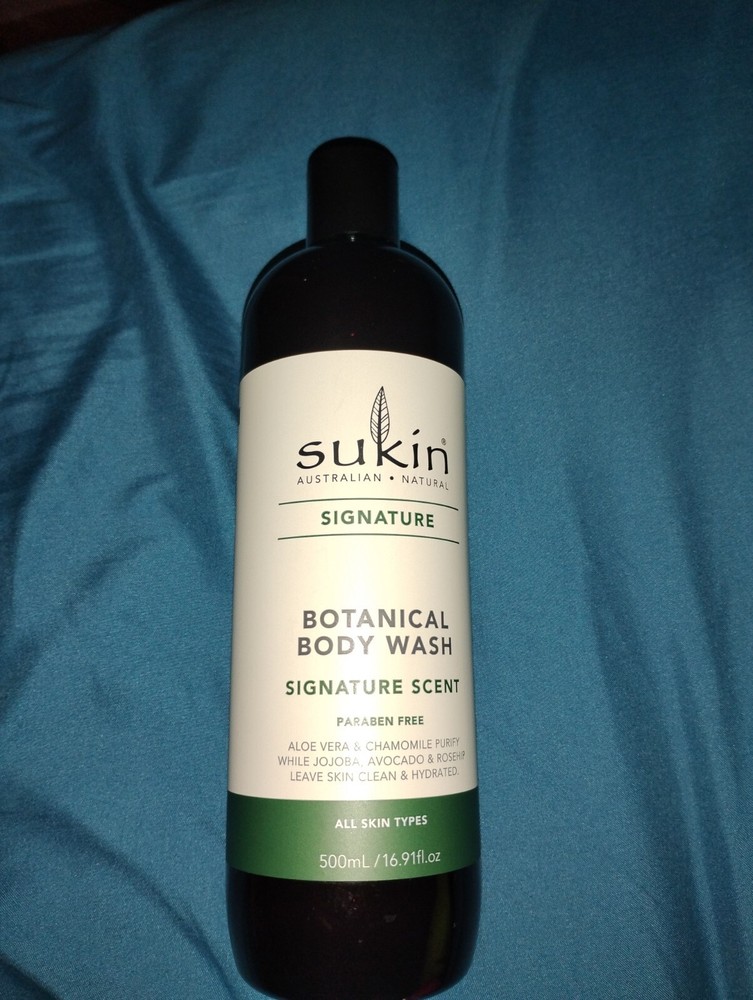 sukin®
AUSTRALIAN • NATURAL
SIGNATURE
BOTANICAL
BODY WASH
SIGNATURE SCENT
PARABEN FREE
ALOE VERA & CHAMOMILE PURIFY
WHILE JOJOBA, AVOCADO & ROSEHIP
LEAVE SKIN CLEAN & HYDRATED.
ALL SKIN TYPES
500mL / 16.91fl.oz